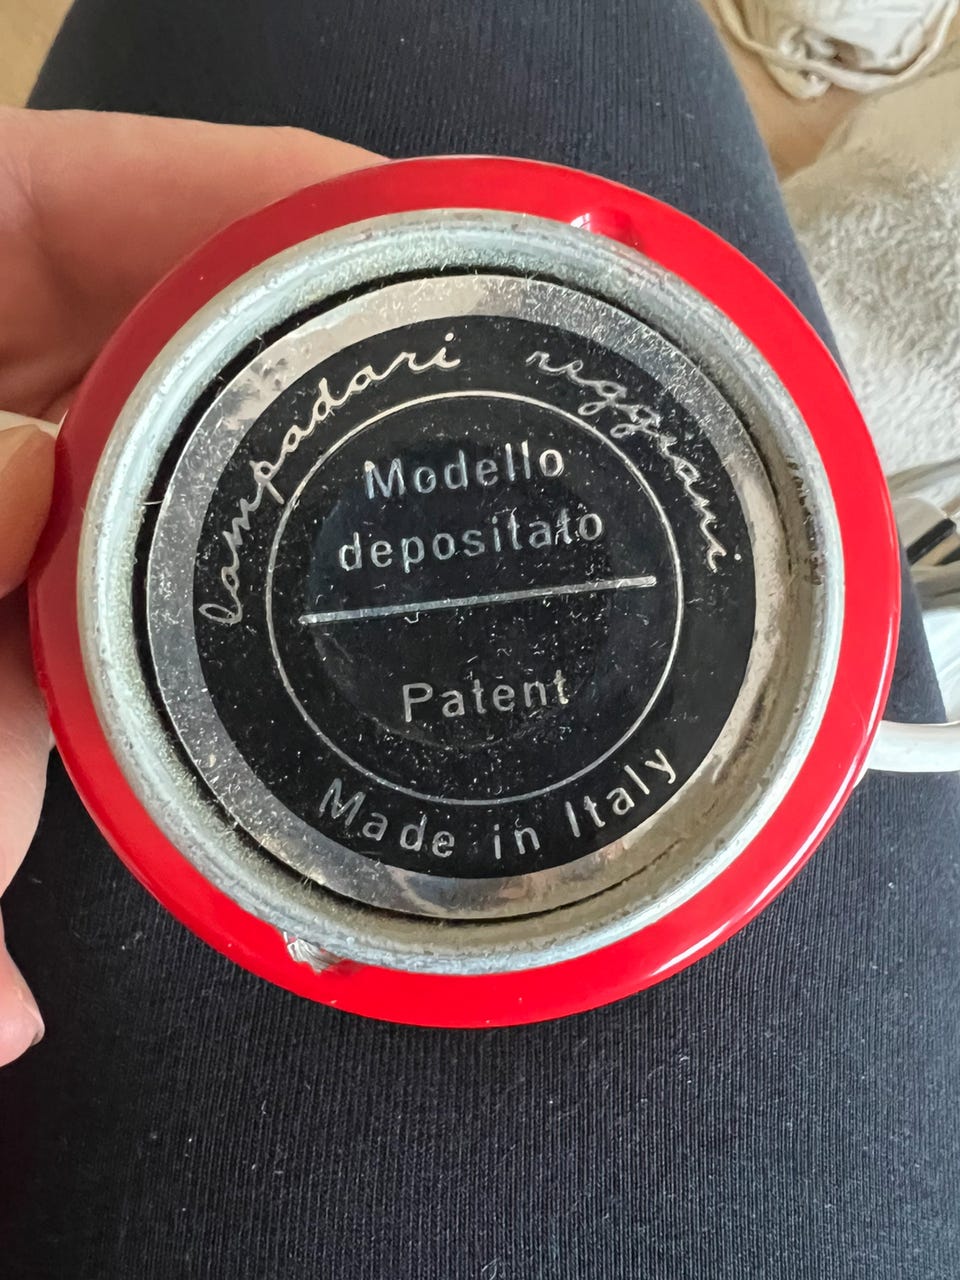 lampadari reggiani
Modello
depositato
Patent
Made in Italy